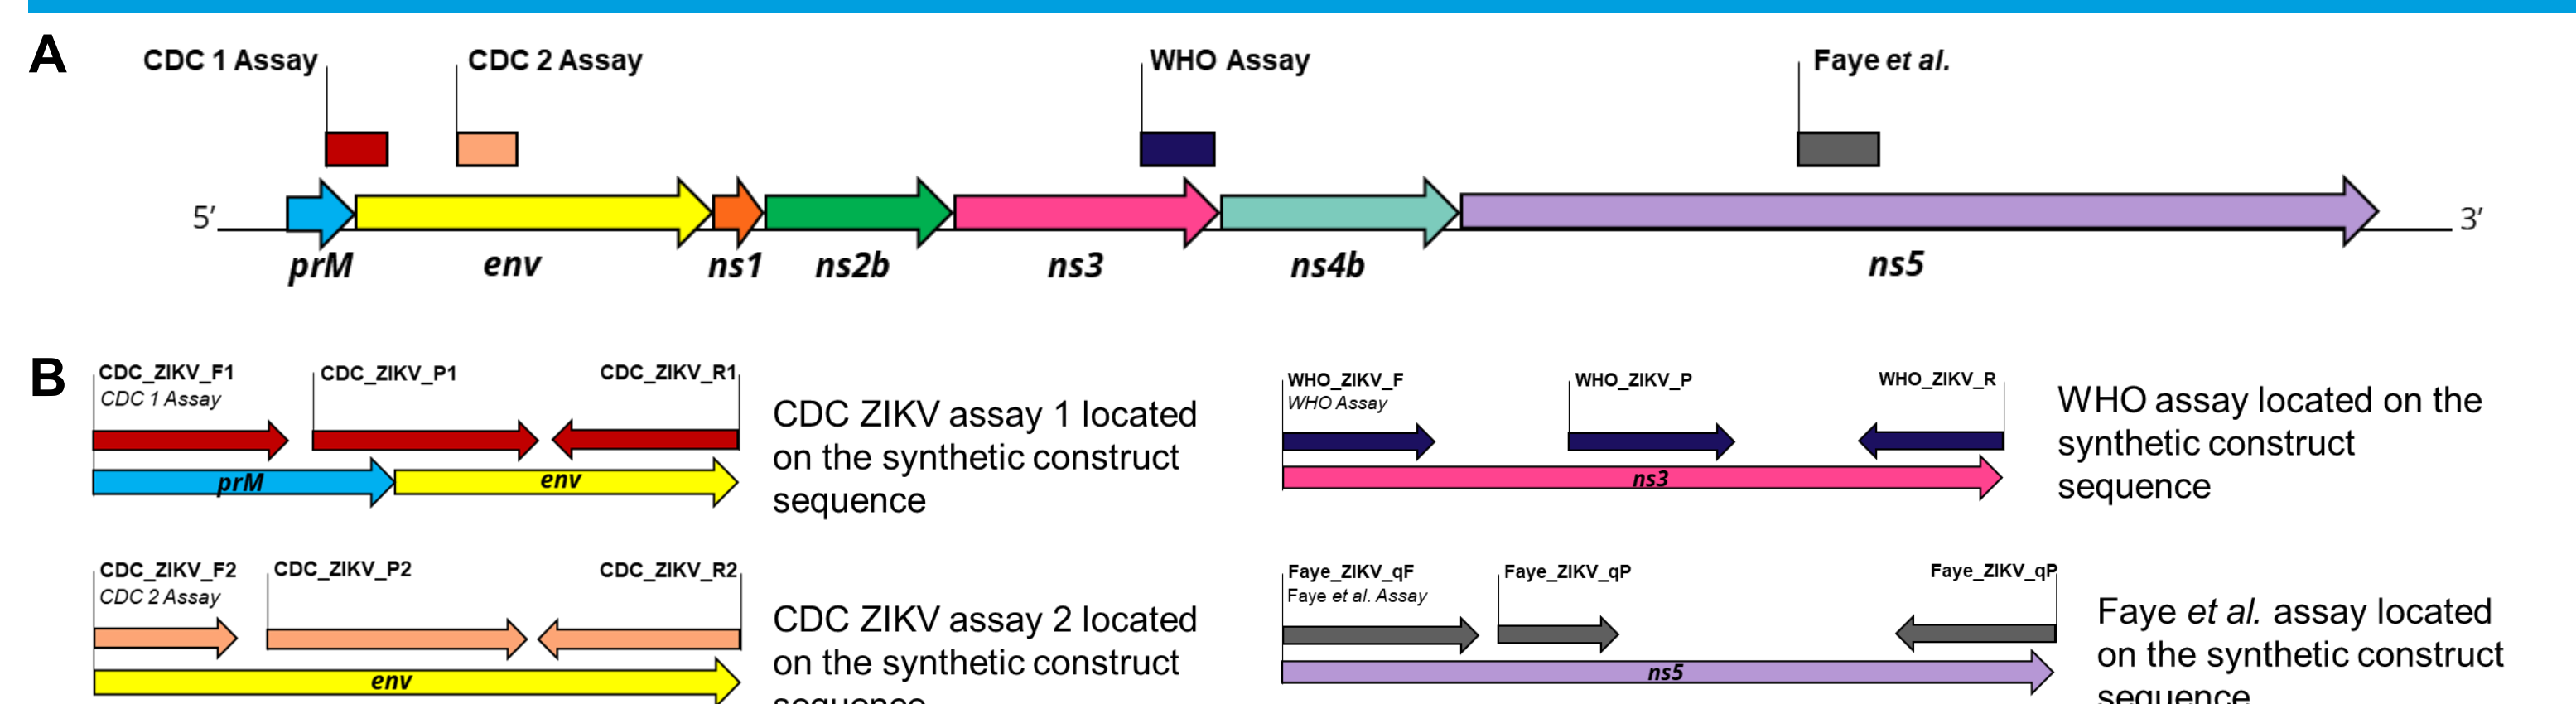 A
CDC 1 Assay
CDC 2 Assay
WHO Assay
Faye et al.
5′
3′
prM
env
ns1
ns2b
ns3
ns4b
ns5
B
CDC_ZIKV_F1
CDC 1 Assay
CDC_ZIKV_P1
CDC_ZIKV_R1
prM
env
CDC ZIKV assay 1 located
on the synthetic construct
sequence
WHO_ZIKV_F
WHO Assay
WHO_ZIKV_P
WHO_ZIKV_R
ns3
WHO assay located on the
synthetic construct
sequence
CDC_ZIKV_F2
CDC 2 Assay
CDC_ZIKV_P2
CDC_ZIKV_R2
env
CDC ZIKV assay 2 located
on the synthetic construct
sequence
Faye_ZIKV_qF
Faye et al. Assay
Faye_ZIKV_qP
Faye_ZIKV_qP
ns5
Faye et al. assay located
on the synthetic construct
sequence